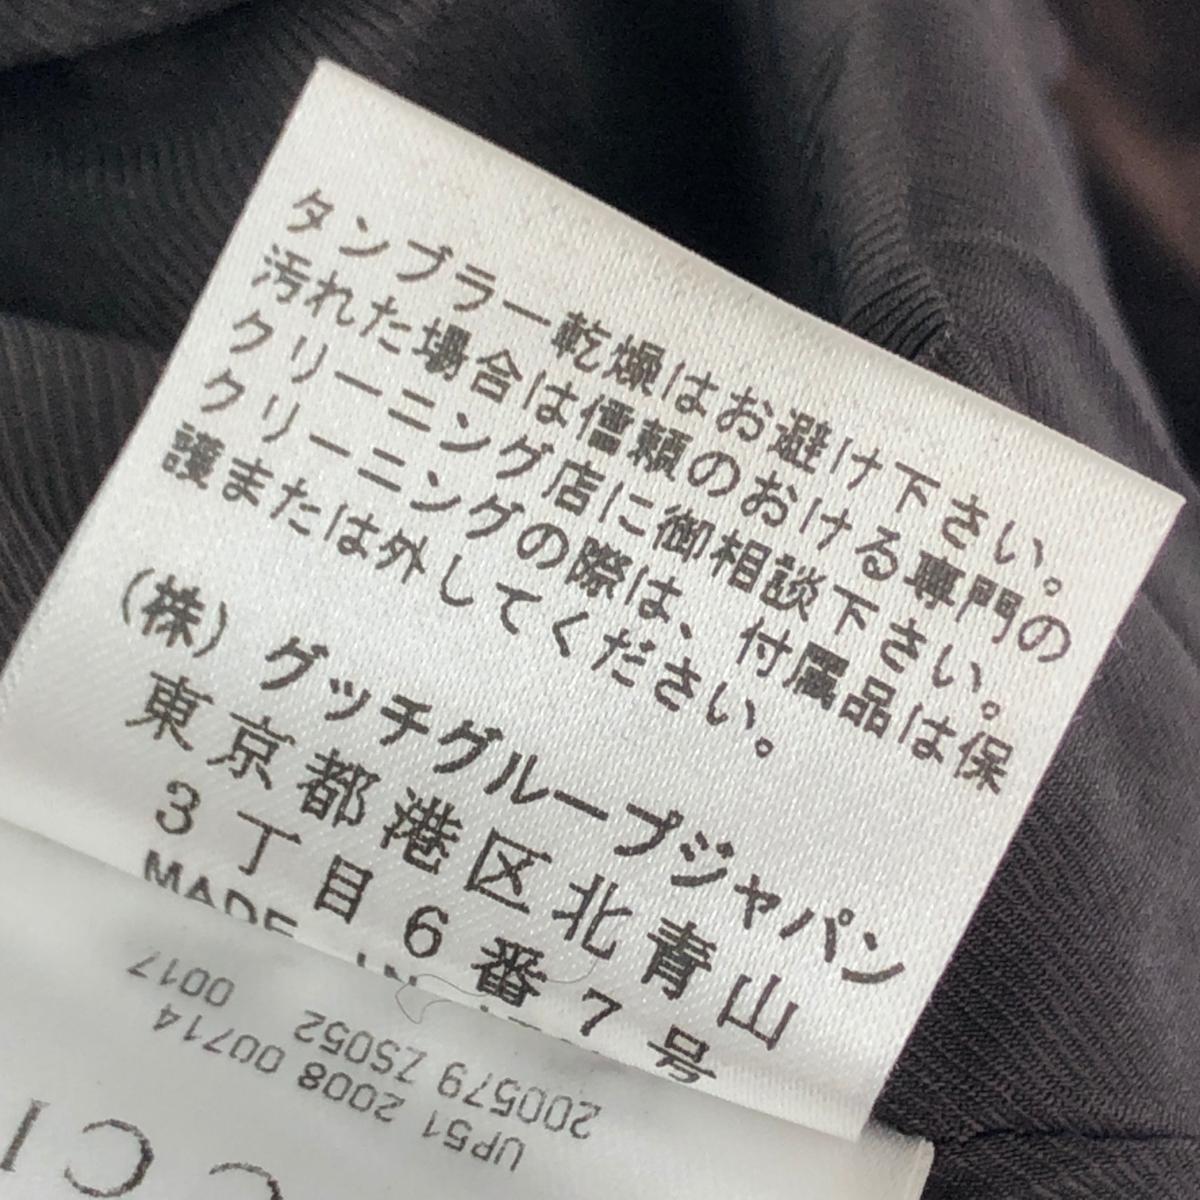 タンブラー乾燥はお避け下さい。
汚れた場合は信頼のおける専門の
クリーニング店に御相談下さい。
クリーニングの際は、付属品は保
護または外してください。
(株) グッチグループジャパン
東京都港区北青山
3丁目6番7号
MADE IN
0017
200579 ZS052
UP51 2008 00714